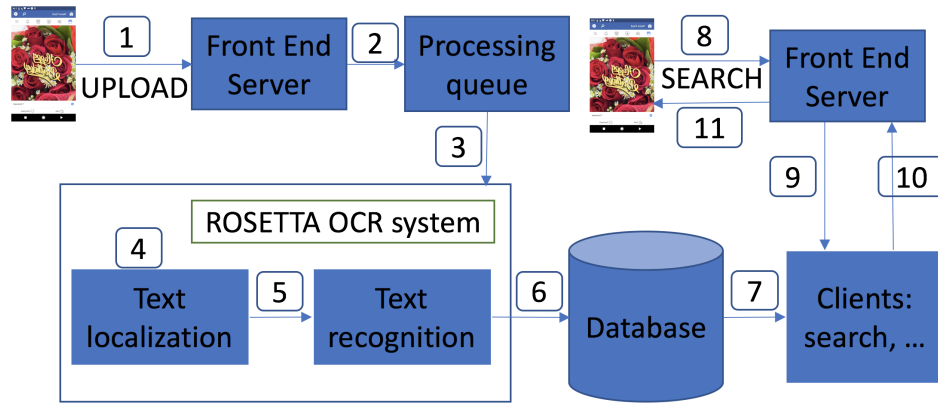 1
UPLOAD
Front End
Server
2
Processing
queue
3
8
SEARCH
11
Front End
Server
9
10
ROSETTA OCR system
4
Text
localization
5
Text
recognition
6
Database
7
Clients:
search, ...